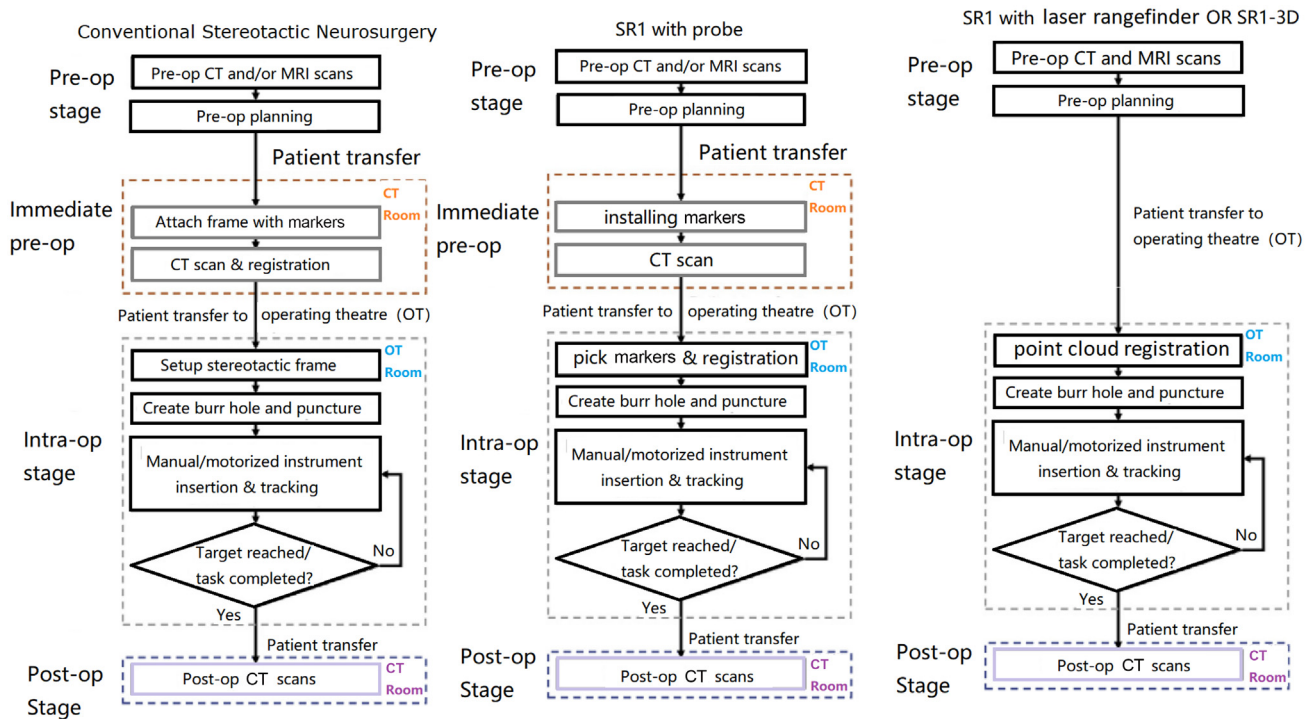 Conventional Stereotactic Neurosurgery
Pre-op
stage
Pre-op CT and/or MRI scans
Pre-op planning
Patient transfer
Immediate
pre-op
CT
Room
Attach frame with markers
CT scan & registration
Patient transfer to operating theatre (OT)
OT
Room
Setup stereotactic frame
Create burr hole and puncture
Intra-op
stage
Manual/motorized instrument
insertion & tracking
Target reached/
task completed?
No
Yes
Patient transfer
Post-op
Stage
Post-op CT scans
CT
Room
SR1 with probe
Pre-op
stage
Pre-op CT and/or MRI scans
Pre-op planning
Patient transfer
Immediate
pre-op
CT
Room
installing markers
CT scan
Patient transfer to operating theatre (OT)
OT
Room
pick markers & registration
Create burr hole and puncture
Intra-op
stage
Manual/motorized instrument
insertion & tracking
Target reached/
task completed?
No
Yes
Patient transfer
Post-op
Stage
Post-op CT scans
CT
Room
SR1 with laser rangefinder OR SR1-3D
Pre-op
stage
Pre-op CT and MRI scans
Pre-op planning
Patient transfer to
operating theatre (OT)
OT
Room
point cloud registration
Create burr hole and puncture
Intra-op
stage
Manual/motorized instrument
insertion & tracking
Target reached/
task completed?
No
Yes
Patient transfer
Post-op
Stage
Post-op CT scans
CT
Room